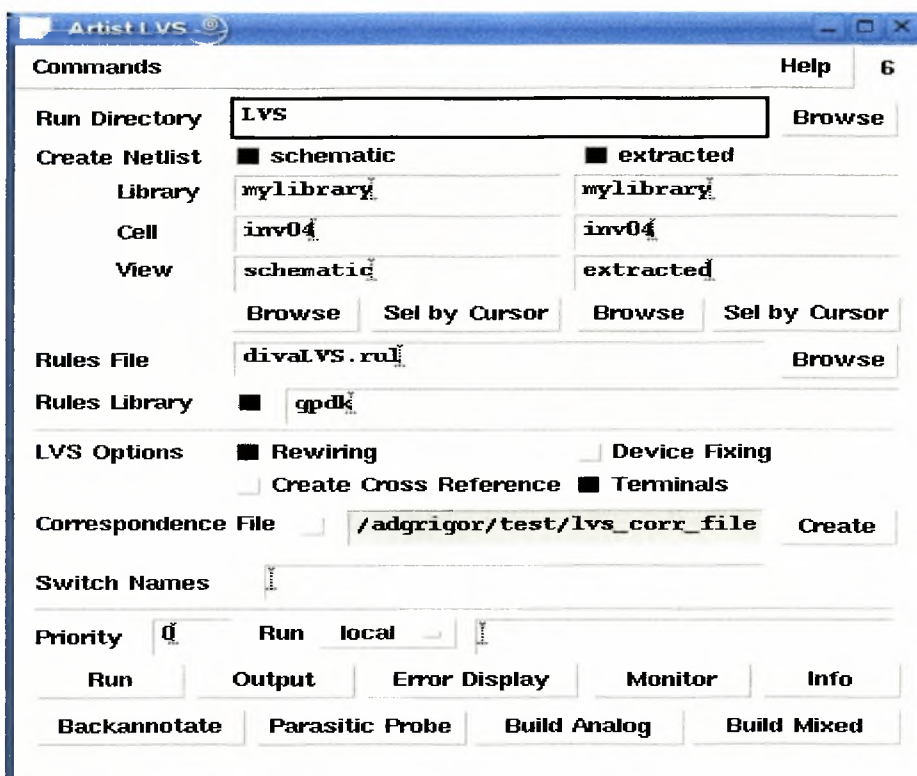 Artist LVS
Commands Help 6
Run Directory LVS Browse
Create Netlist schematic extracted
Library mylibrary mylibrary
Cell inv04 inv04
View schematic extracted
Browse Sel by Cursor Browse Sel by Cursor
Rules File divaLVS.rul Browse
Rules Library gpdk
LVS Options Rewiring Device Fixing
Create Cross Reference Terminals
Correspondence File /adgrigor/test/lvs_corr_file Create
Switch Names
Priority 0 Run local
Run Output Error Display Monitor Info
Backannotate Parasitic Probe Build Analog Build Mixed